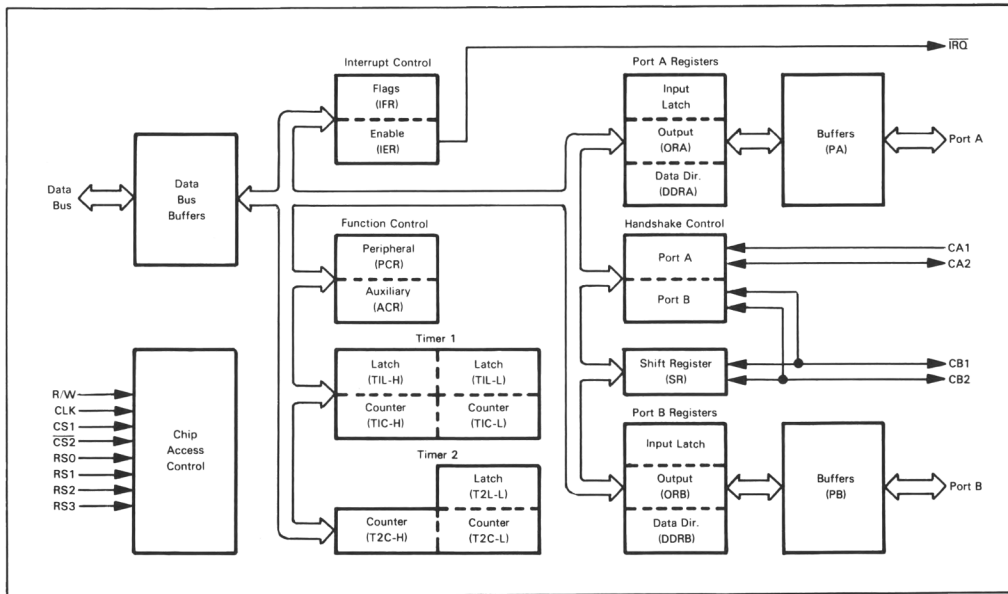 IRQ
Interrupt Control
Flags
(IFR)
Enable
(IER)
Port A Registers
Input
Latch
Output
(ORA)
Data Dir.
(DDRA)
Buffers
(PA)
Port A
Data
Bus
Data
Bus
Buffers
Function Control
Peripheral
(PCR)
Auxiliary
(ACR)
Handshake Control
Port A
Port B
CA1
CA2
Timer 1
Latch
(TIL-H)
Latch
(TIL-L)
Counter
(TIC-H)
Counter
(TIC-L)
Shift Register
(SR)
CB1
CB2
R/W
CLK
CS1
CS2
RS0
RS1
RS2
RS3
Chip
Access
Control
Timer 2
Latch
(T2L-L)
Counter
(T2C-H)
Counter
(T2C-L)
Port B Registers
Input Latch
Output
(ORB)
Data Dir.
(DDRB)
Buffers
(PB)
Port B